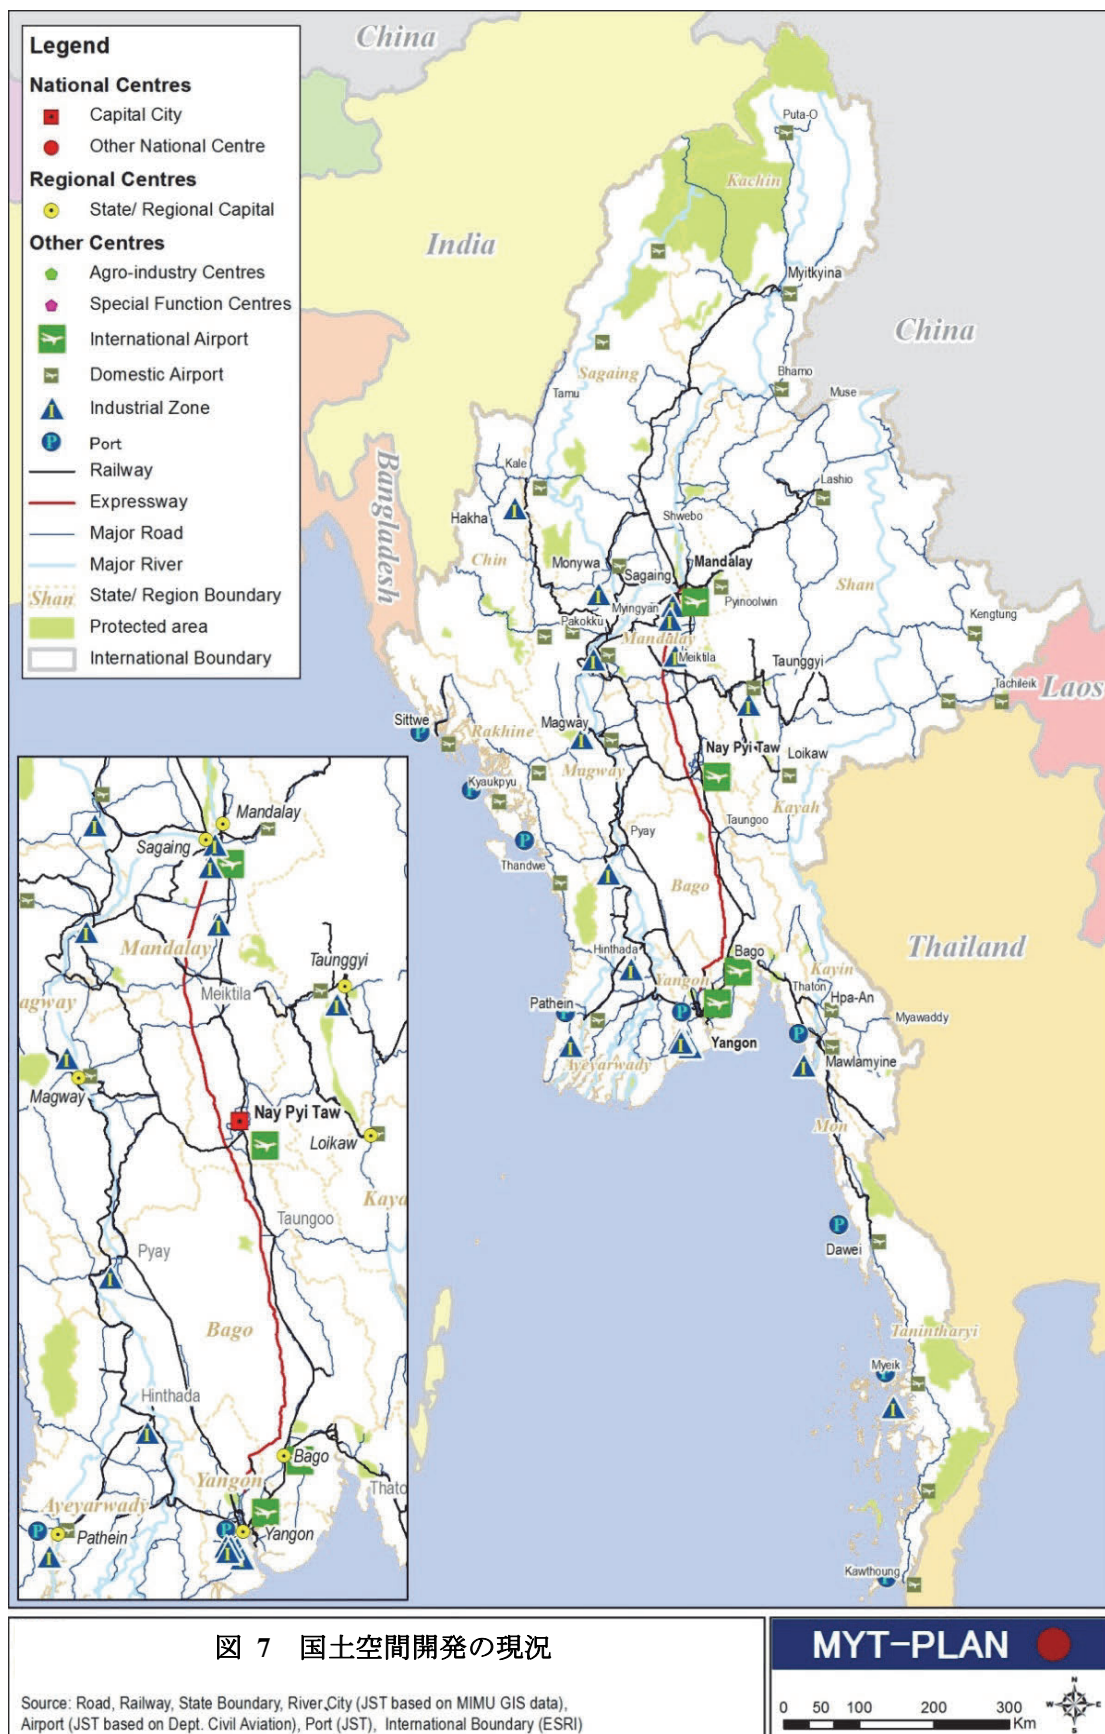 Legend
National Centres
Capital City
Other National Centre
Regional Centres
State/ Regional Capital
Other Centres
Agro-industry Centres
Special Function Centres
International Airport
Domestic Airport
I Industrial Zone
P Port
Railway
Expressway
Major Road
Major River
Shan State/ Region Boundary
Protected area
International Boundary
China
Puta-O
Kachin
India
Myitkyina
China
Sagaing
Bhamo
Tamu
Muse
Bangladesh
Kale
Lashio
Hakha
Shwebo
Chin
Monywa
Mandalay
Sagaing
Shan
Myingyan
Pyinoolwin
Pakokku
Kengtung
Mandalay
Meiktila
Taunggyi
Tachileik
Laos
Sittwe
Rakhine
Magway
Nay Pyi Taw
Loikaw
Mugway
Kyaukpyu
Kayah
Taungoo
Pyay
Thandwe
Bago
Thailand
Hinthada
Bago
Kayin
Yangon
Thaton
Hpa-An
Pathein
Myawaddy
Yangon
Mawlamyine
Ayeyarwady
Mon
Dawei
Tanintharyi
Myeik
Kawthoung
Mandalay
Sagaing
Mandalay
Taunggyi
Meiktila
agway
Magway
Nay Pyi Taw
Loikaw
Kaya
Taungoo
Pyay
Bago
Hinthada
Bago
Yangon
Thato
Ayeyarwady
Pathein
Yangon
図 7 国土空間開発の現況
MYT-PLAN
Source: Road, Railway, State Boundary, River,City (JST based on MIMU GIS data),
Airport (JST based on Dept. Civil Aviation), Port (JST), International Boundary (ESRI)
N
W E
S
0 50 100 200 300
Km